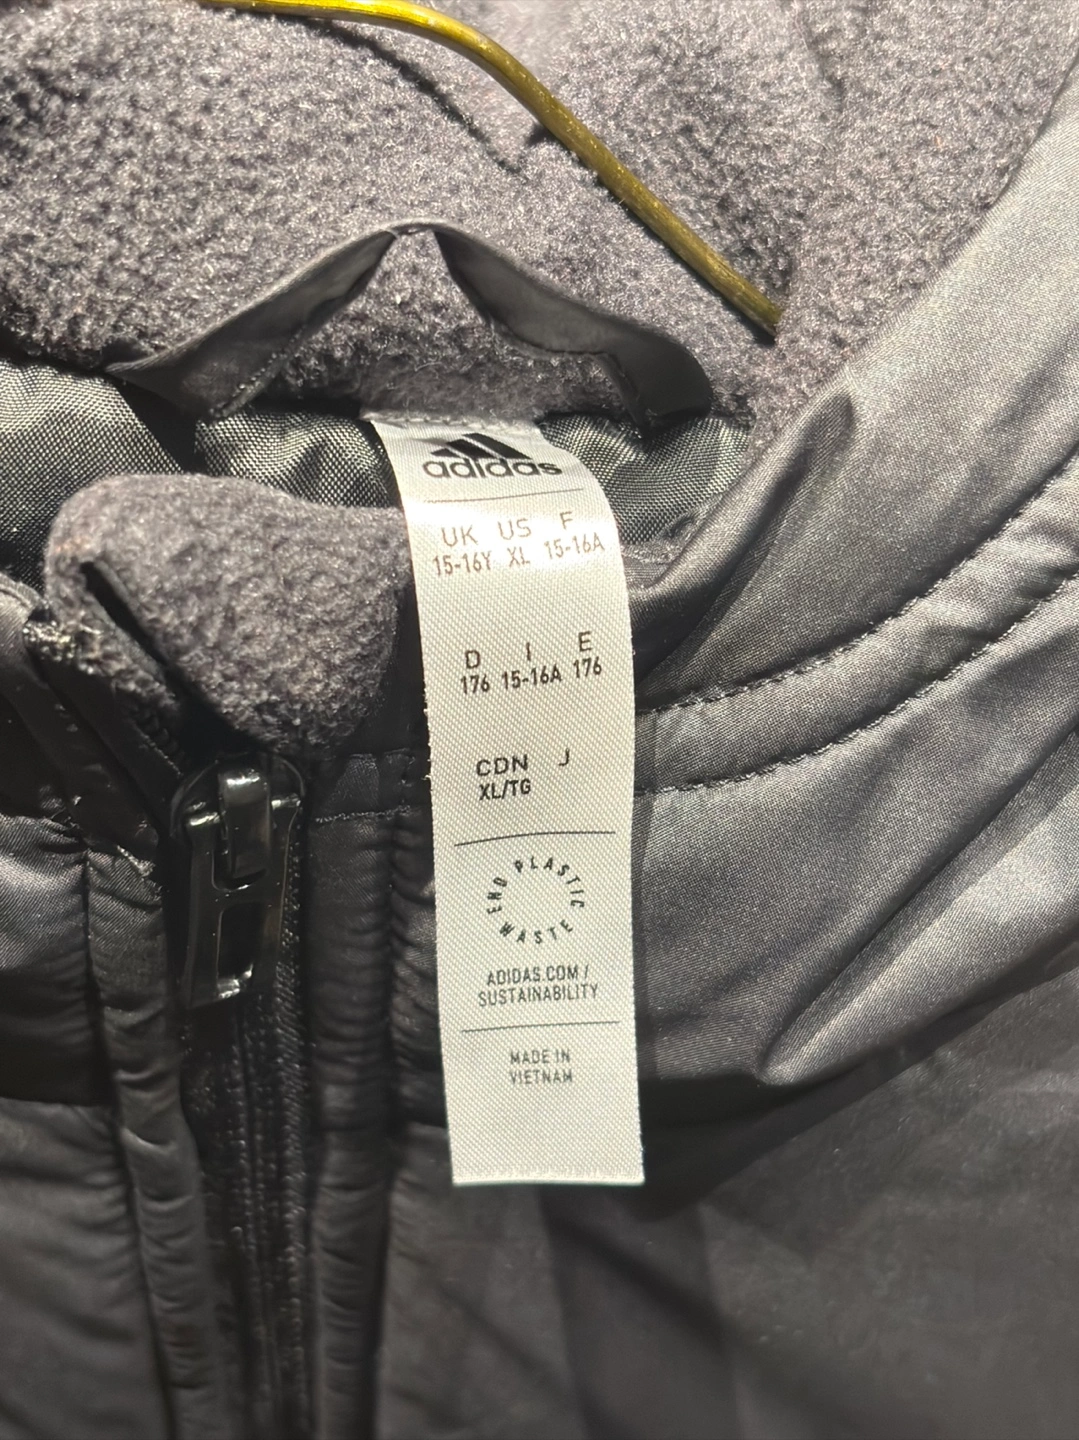 adidas
UK US F
15-16Y XL 15-16A
D I E
176 15-16A 176
CDN J
XL/TG
END PLASTIC WASTE
ADIDAS.COM/
SUSTAINABILITY
MADE IN
VIETNAM